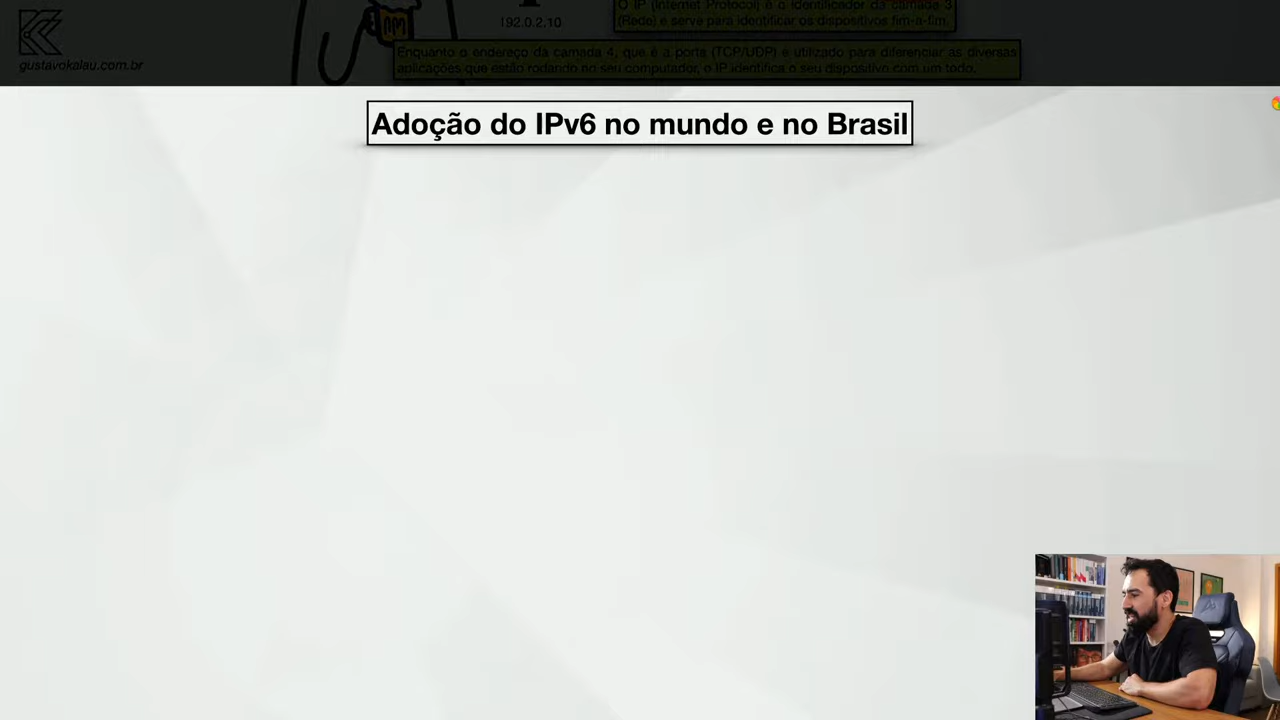 192.0.2.10
O IP (Internet Protocol) é o identificador da camada 3
(Rede) e serve para identificar os dispositivos fim-a-fim.
gustavokalau.com.br
Enquanto o endereço da camada 4, que é a porta (TCP/UDP) é utilizado para diferenciar as diversas
aplicações que estão rodando no seu computador, o IP identifica o seu dispositivo com um todo.
Adoção do IPv6 no mundo e no Brasil